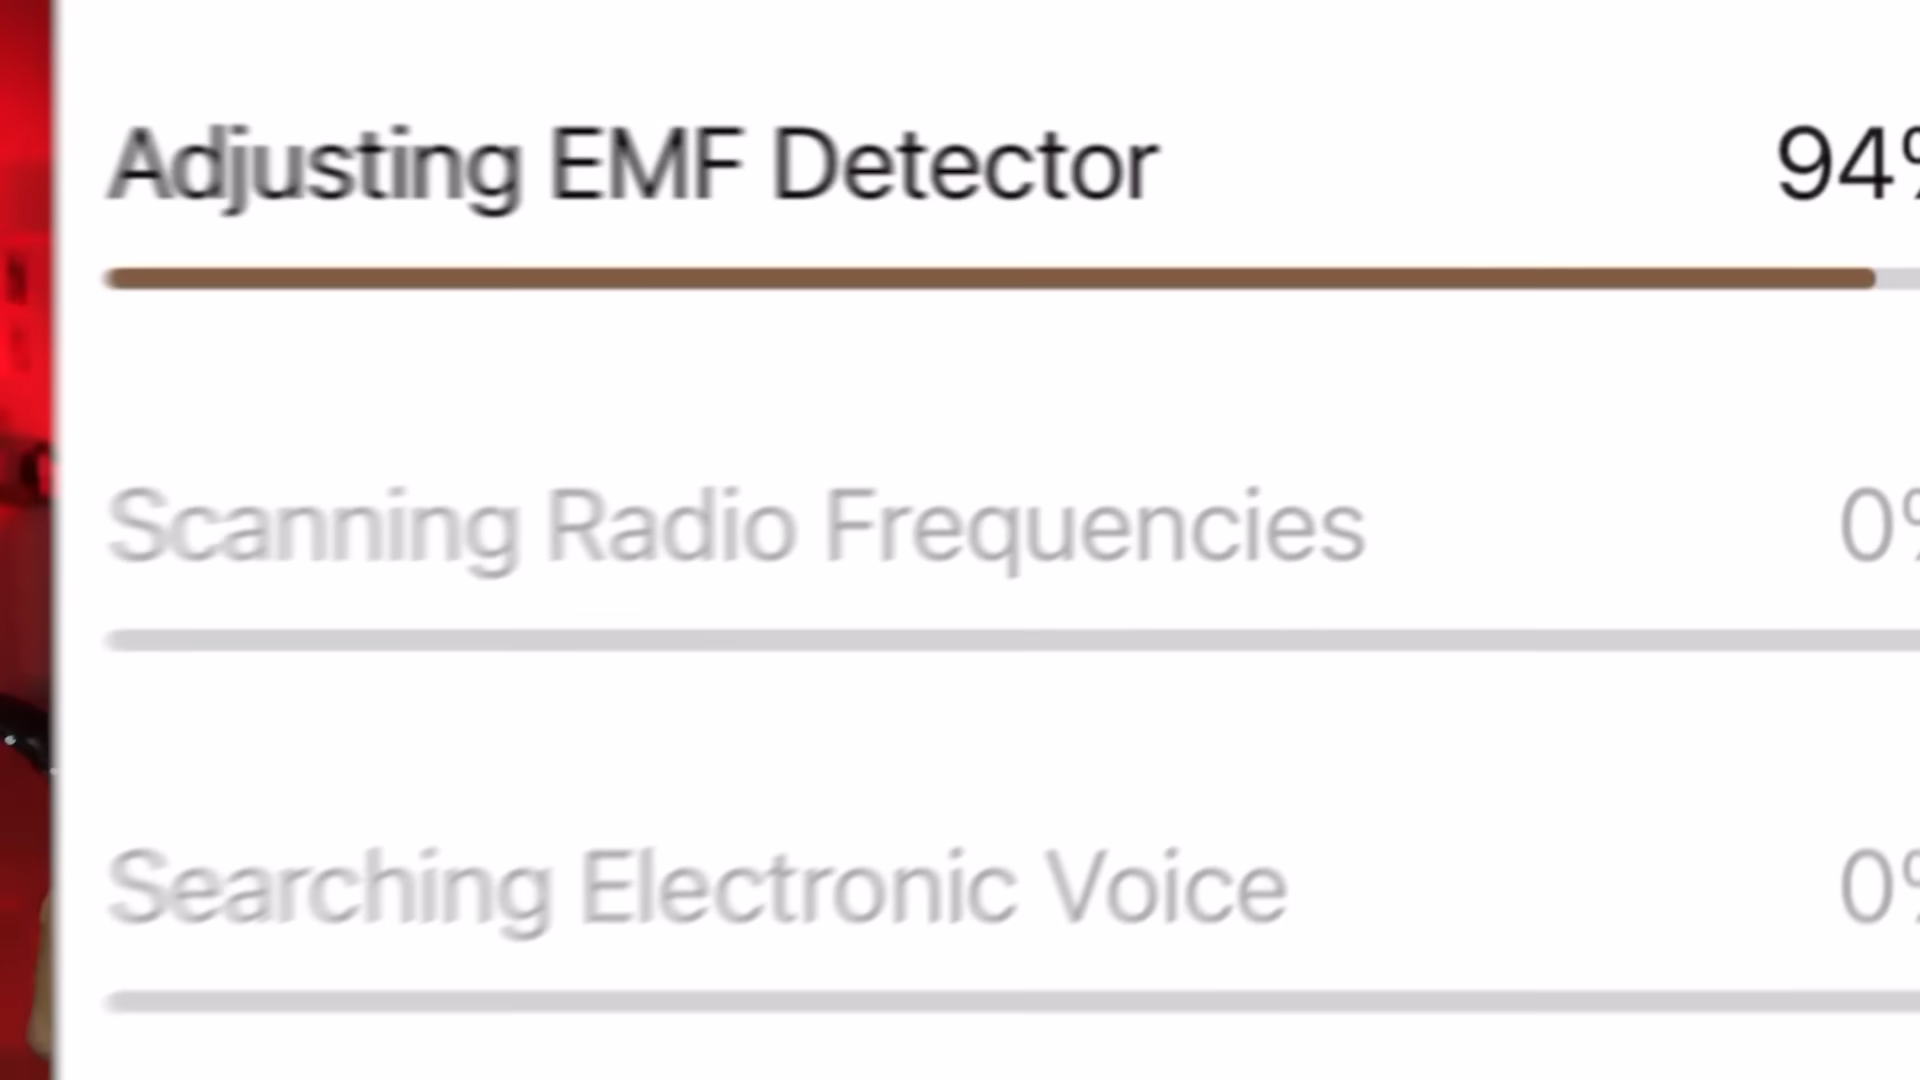 Adjusting EMF Detector 94%
Scanning Radio Frequencies 0%
Searching Electronic Voice 0%